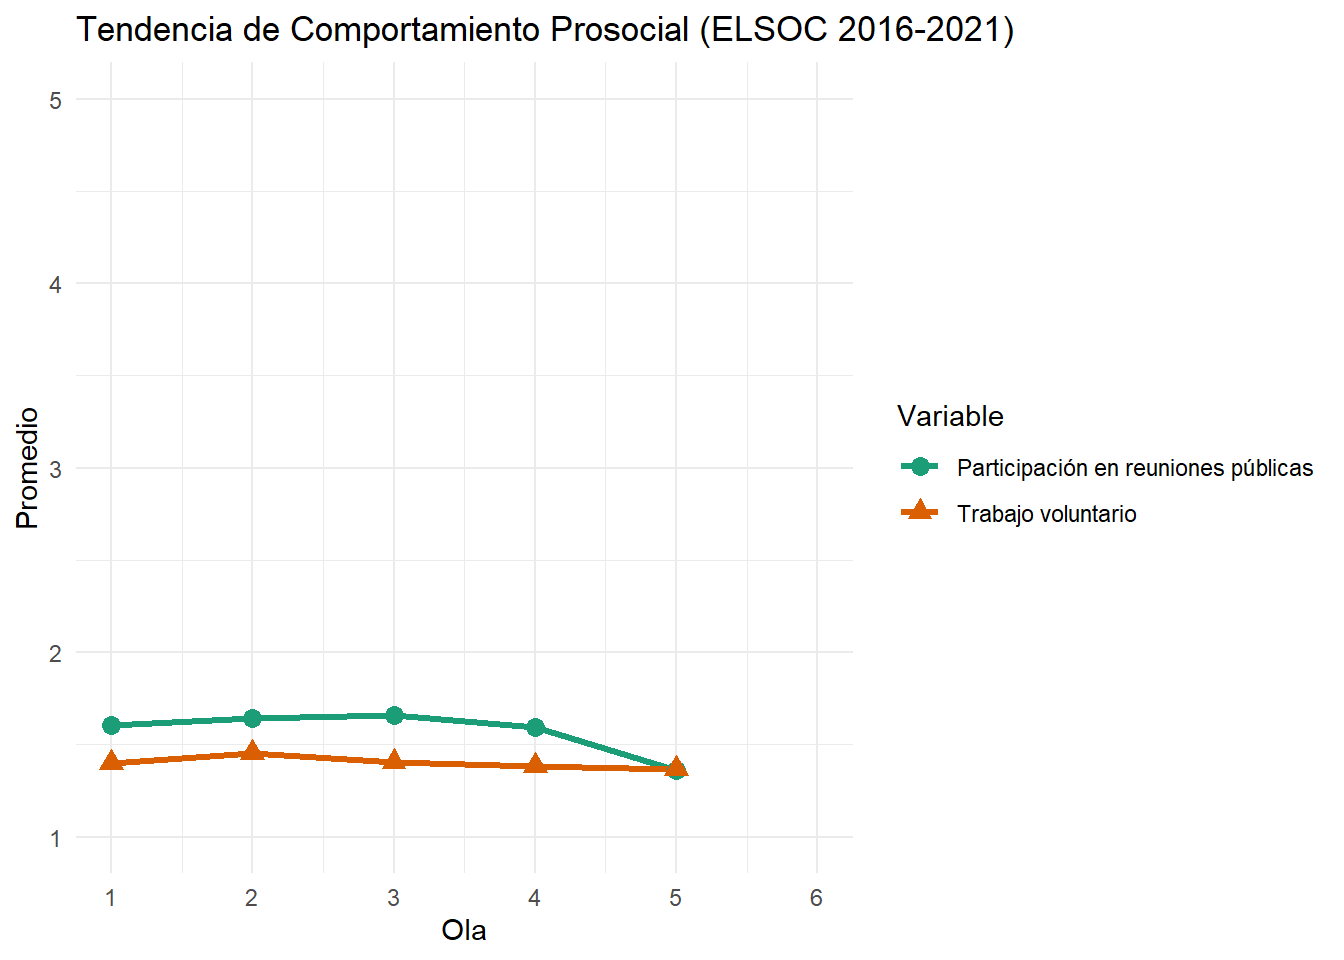 Tendencia de Comportamiento Prosocial (ELSOC 2016-2021)
5
4
3
2
1
Promedio
1 2 3 4 5 6
Ola
Variable
Participación en reuniones públicas
Trabajo voluntario